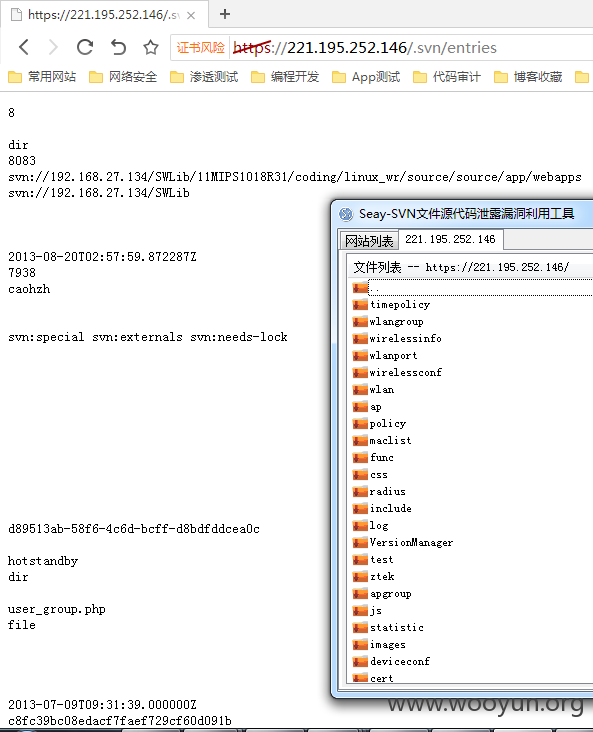 https://221.195.252.146/.sv
证书风险 https://221.195.252.146/.svn/entries
常用网站 网络安全 渗透测试 编程开发 App测试 代码审计 博客收藏
8
dir
8083
svn://192.168.27.134/SWLib/11MIPS1018R31/coding/linux_wr/source/source/app/webapps
svn://192.168.27.134/SWLib
2013-08-20T02:57:59.872287Z
7938
caohzh
svn:special svn:externals svn:needs-lock
d89513ab-58f6-4c6d-bcff-d8bdfddcea0c
hotstandby
dir
user_group.php
file
2013-07-09T09:31:39.000000Z
c8fc39bc08edacf7faef729cf60d091b
Seay-SVN文件源代码泄露漏洞利用工具
网站列表 221.195.252.146
文件列表 -- https://221.195.252.146/
..
timepolicy
wlangroup
wirelessinfo
wlanport
wirelessconf
wlan
ap
policy
maclist
func
css
radius
include
log
VersionManager
test
ztek
apgroup
js
statistic
images
deviceconf
cert
www.wooyun.org